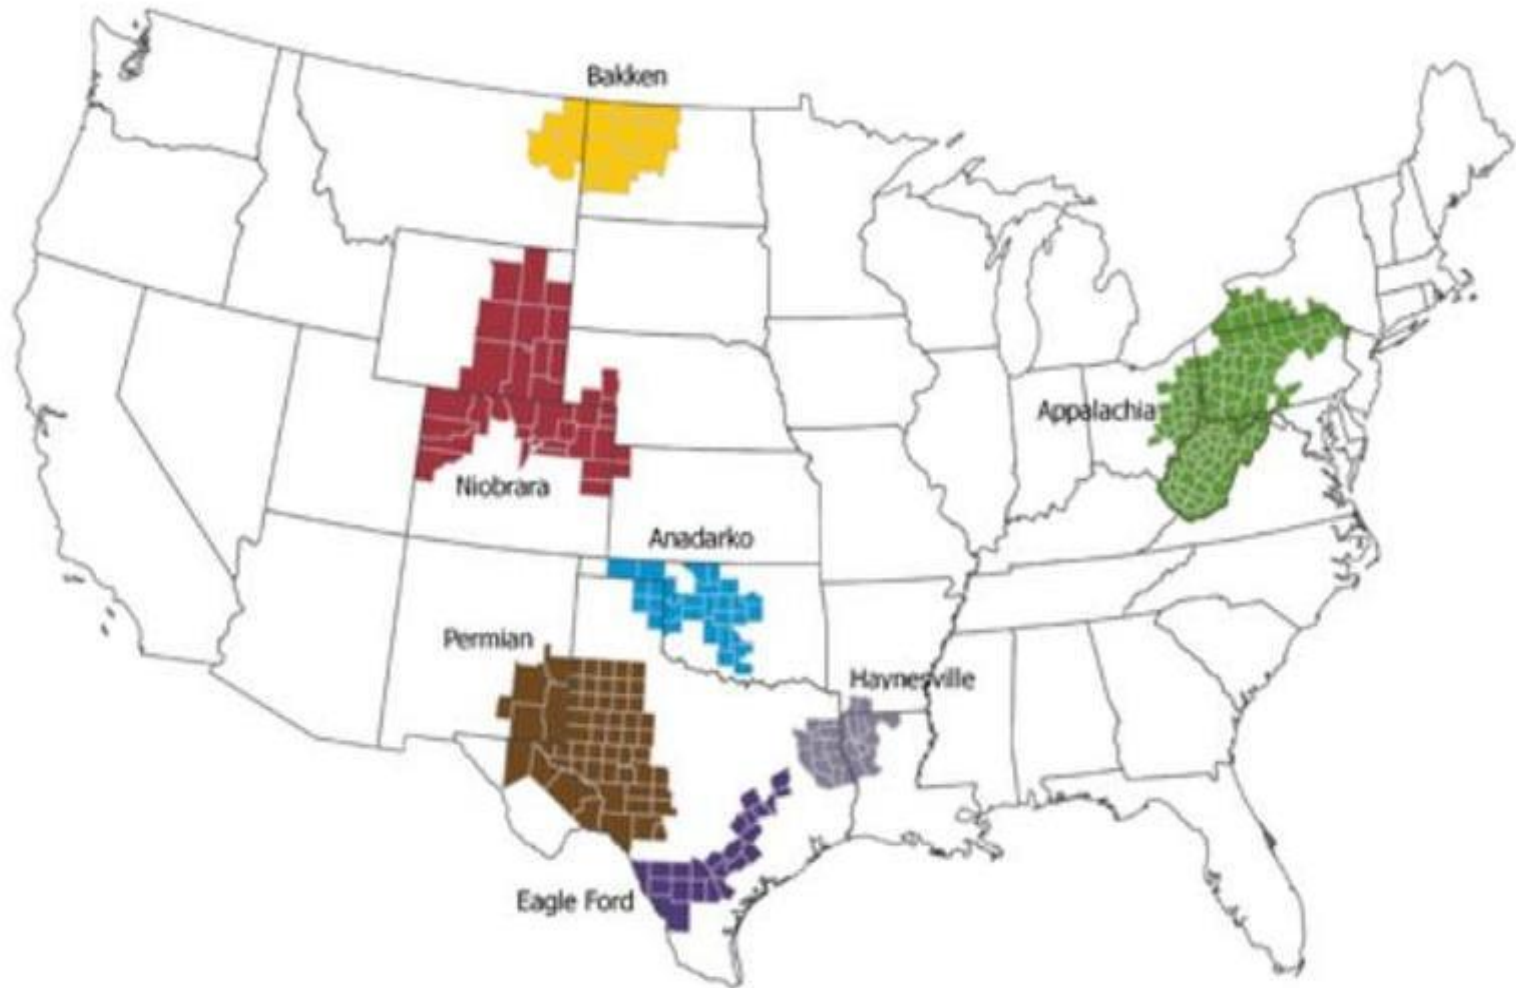 Bakken
Appalachia
Niobrara
Anadarko
Permian
Haynesville
Eagle Ford